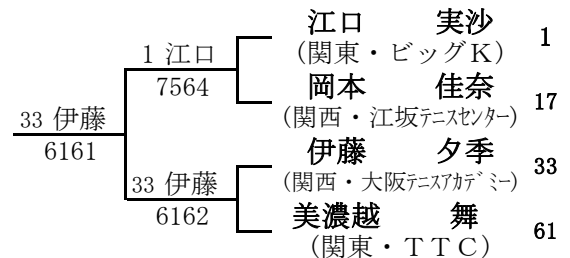 江口 実沙 1
(関東・ビッグK)
1 江口
7564
岡本 佳奈 17
(関西・江坂テニスセンター)
33 伊藤
6161
伊藤 夕季 33
(関西・大阪テニスアカデミー)
33 伊藤
6162
美濃越 舞 61
(関東・TTC)